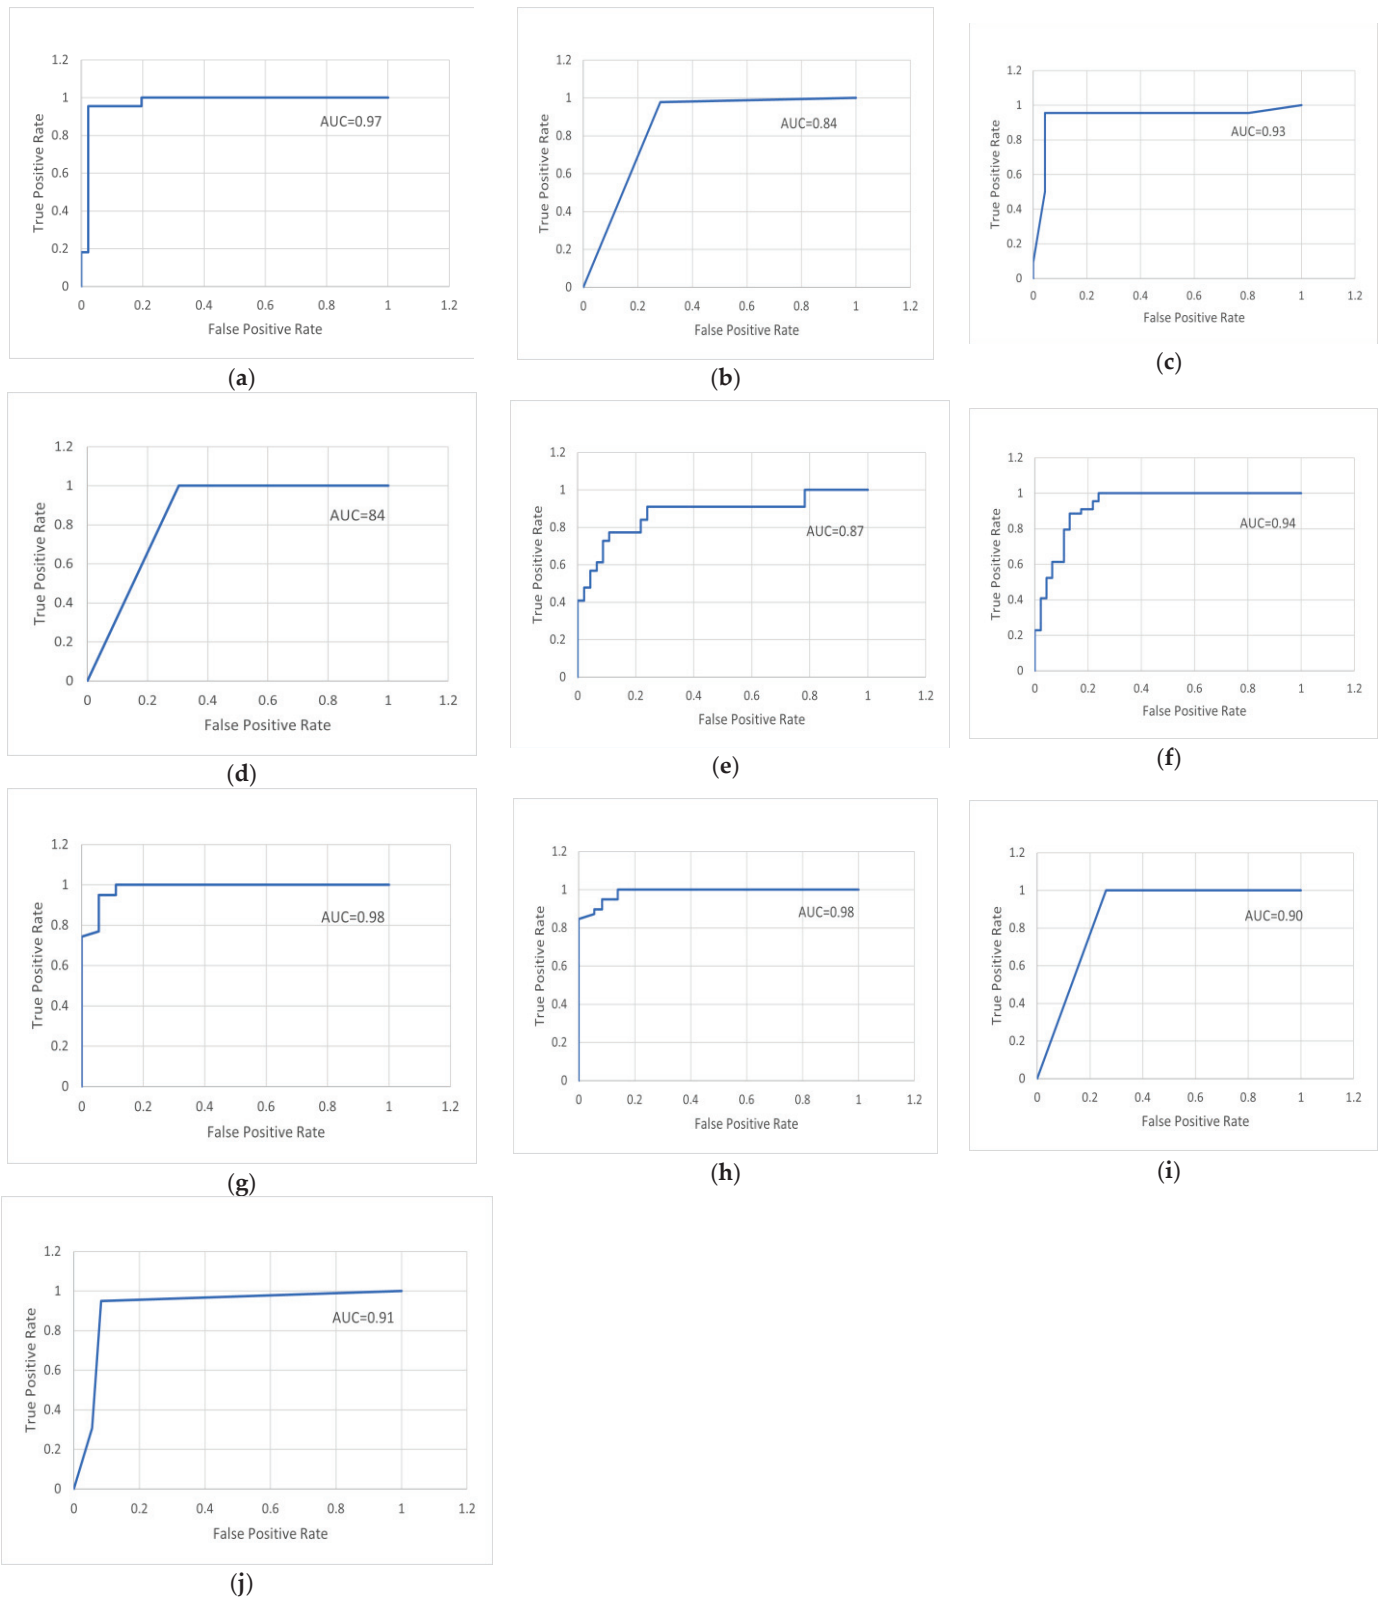 1.2
1
0.8
0.6
0.4
0.2
0
True Positive Rate
AUC=0.97
0 0.2 0.4 0.6 0.8 1 1.2
False Positive Rate
(a)
1.2
1
0.8
0.6
0.4
0.2
0
True Positive Rate
AUC=0.84
0 0.2 0.4 0.6 0.8 1 1.2
False Positive Rate
(b)
1.2
1
0.8
0.6
0.4
0.2
0
True Positive Rate
AUC=0.93
0 0.2 0.4 0.6 0.8 1 1.2
False Positive Rate
(c)
1.2
1
0.8
0.6
0.4
0.2
0
True Positive Rate
AUC=84
0 0.2 0.4 0.6 0.8 1 1.2
False Positive Rate
(d)
1.2
1
0.8
0.6
0.4
0.2
0
True Positive Rate
AUC=0.87
0 0.2 0.4 0.6 0.8 1 1.2
False Positive Rate
(e)
1.2
1
0.8
0.6
0.4
0.2
0
True Positive Rate
AUC=0.94
0 0.2 0.4 0.6 0.8 1 1.2
False Positive Rate
(f)
1.2
1
0.8
0.6
0.4
0.2
0
True Positive Rate
AUC=0.98
0 0.2 0.4 0.6 0.8 1 1.2
False Positive Rate
(g)
1.2
1
0.8
0.6
0.4
0.2
0
True Positive Rate
AUC=0.98
0 0.2 0.4 0.6 0.8 1 1.2
False Positive Rate
(h)
1.2
1
0.8
0.6
0.4
0.2
0
True Positive Rate
AUC=0.90
0 0.2 0.4 0.6 0.8 1 1.2
False Positive Rate
(i)
1.2
1
0.8
0.6
0.4
0.2
0
True Positive Rate
AUC=0.91
0 0.2 0.4 0.6 0.8 1 1.2
False Positive Rate
(j)